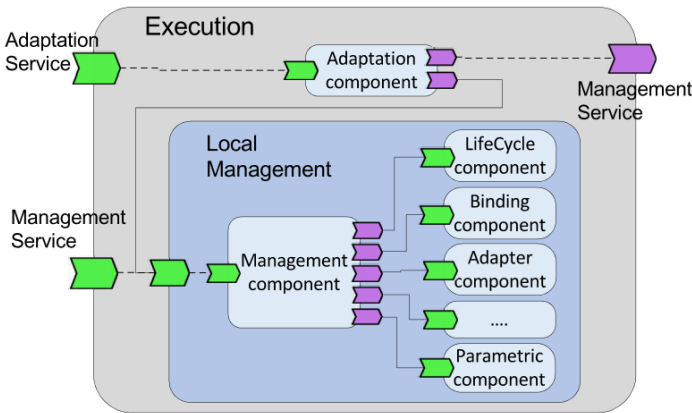 Execution
Adaptation
Service
Adaptation
component
Management
Service
Local
Management
LifeCycle
component
Binding
component
Management
Service
Management
component
Adapter
component
....
Parametric
component